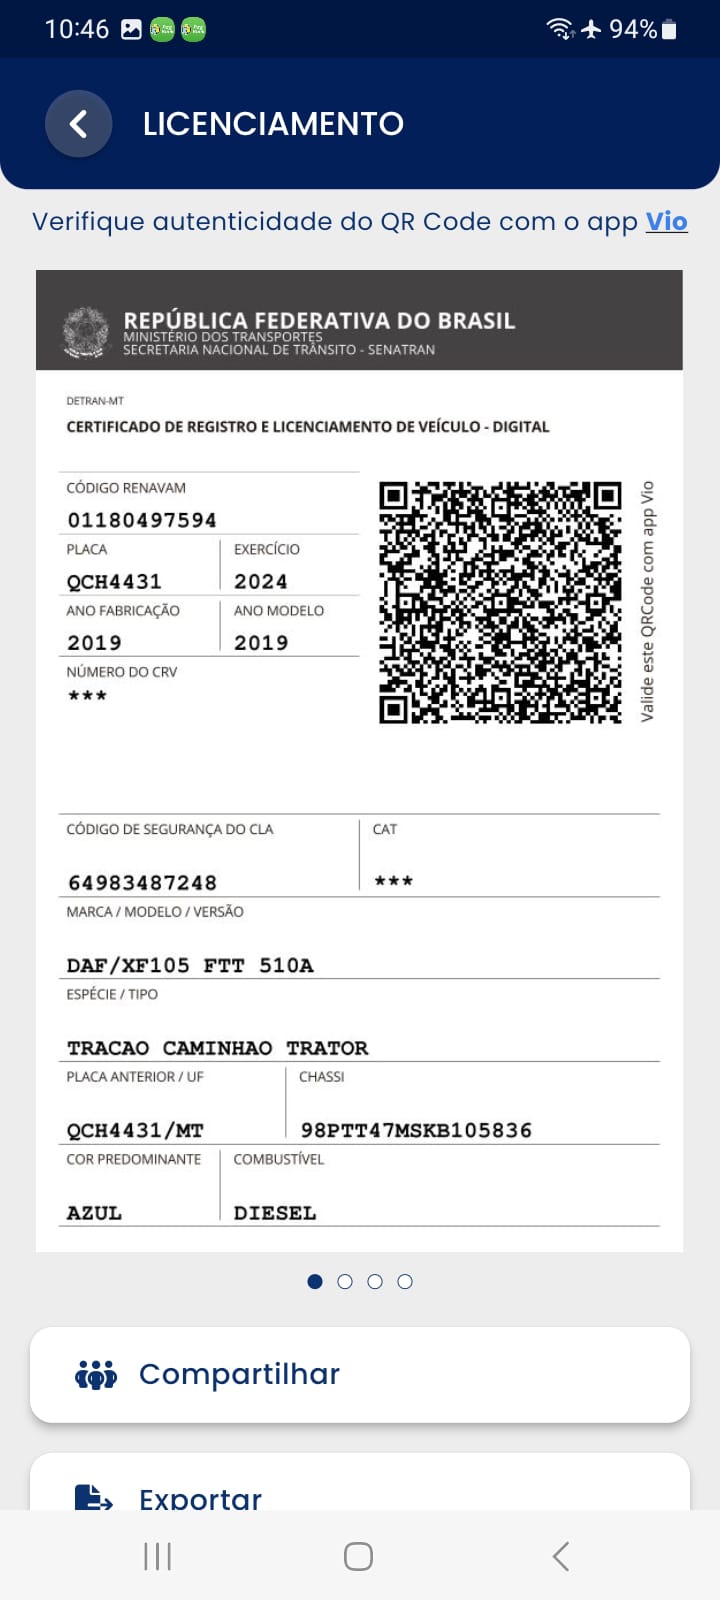 10:46 94%
LICENCIAMENTO
Verifique autenticidade do QR Code com o app Vio
REPÚBLICA FEDERATIVA DO BRASIL
MINISTÉRIO DOS TRANSPORTES
SECRETARIA NACIONAL DE TRÂNSITO - SENATRAN
DETRAN-MT
CERTIFICADO DE REGISTRO E LICENCIAMENTO DE VEÍCULO - DIGITAL
CÓDIGO RENAVAM
01180497594
PLACA EXERCÍCIO
QCH4431 2024
ANO FABRICAÇÃO ANO MODELO
2019 2019
NÚMERO DO CRV
***
Valide este QRCode com app Vio
CÓDIGO DE SEGURANÇA DO CLA CAT
64983487248 ***
MARCA / MODELO / VERSÃO
DAF/XF105 FTT 510A
ESPÉCIE / TIPO
TRACAO CAMINHAO TRATOR
PLACA ANTERIOR / UF CHASSI
QCH4431/MT 98PTT47MSKB105836
COR PREDOMINANTE COMBUSTÍVEL
AZUL DIESEL
Compartilhar
Exportar